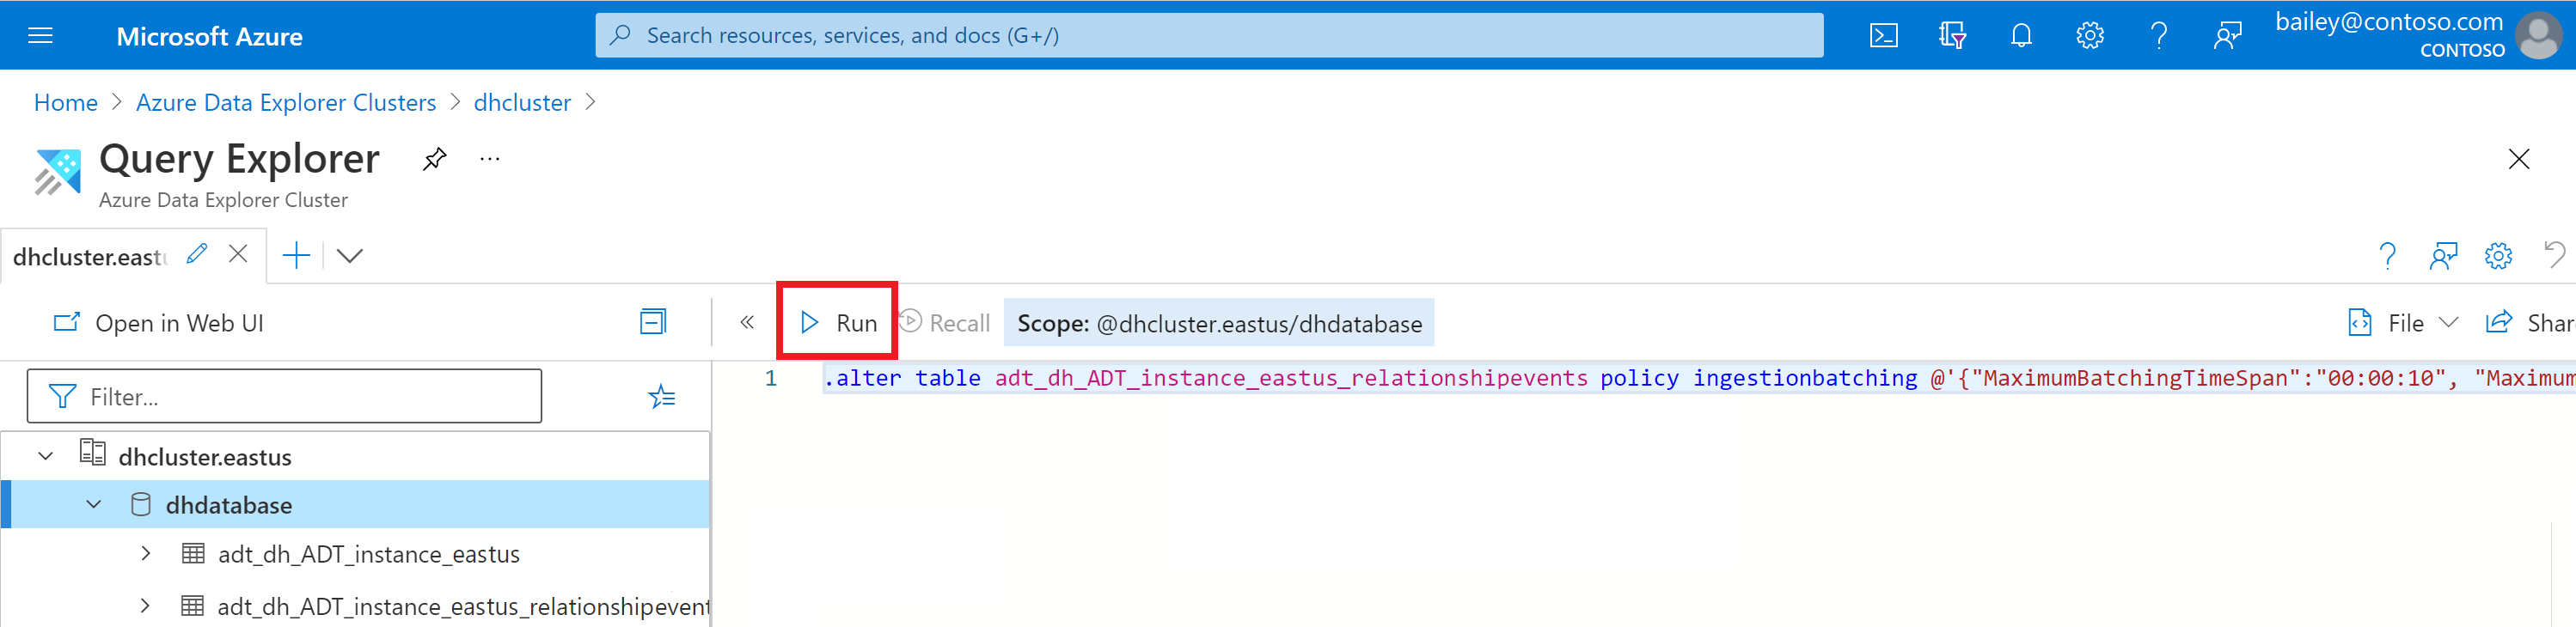 Microsoft Azure
Search resources, services, and docs (G+/)
bailey@contoso.com
CONTOSO
Home > Azure Data Explorer Clusters > dhcluster >
Query Explorer
Azure Data Explorer Cluster
dhcluster.eastu
Open in Web UI
Run
Recall
Scope: @dhcluster.eastus/dhdatabase
File
Shar
Filter...
1 .alter table adt_dh_ADT_instance_eastus_relationshipevents policy ingestionbatching @'{"MaximumBatchingTimeSpan":"00:00:10", "Maximum
dhcluster.eastus
dhdatabase
adt_dh_ADT_instance_eastus
adt_dh_ADT_instance_eastus_relationshipevent